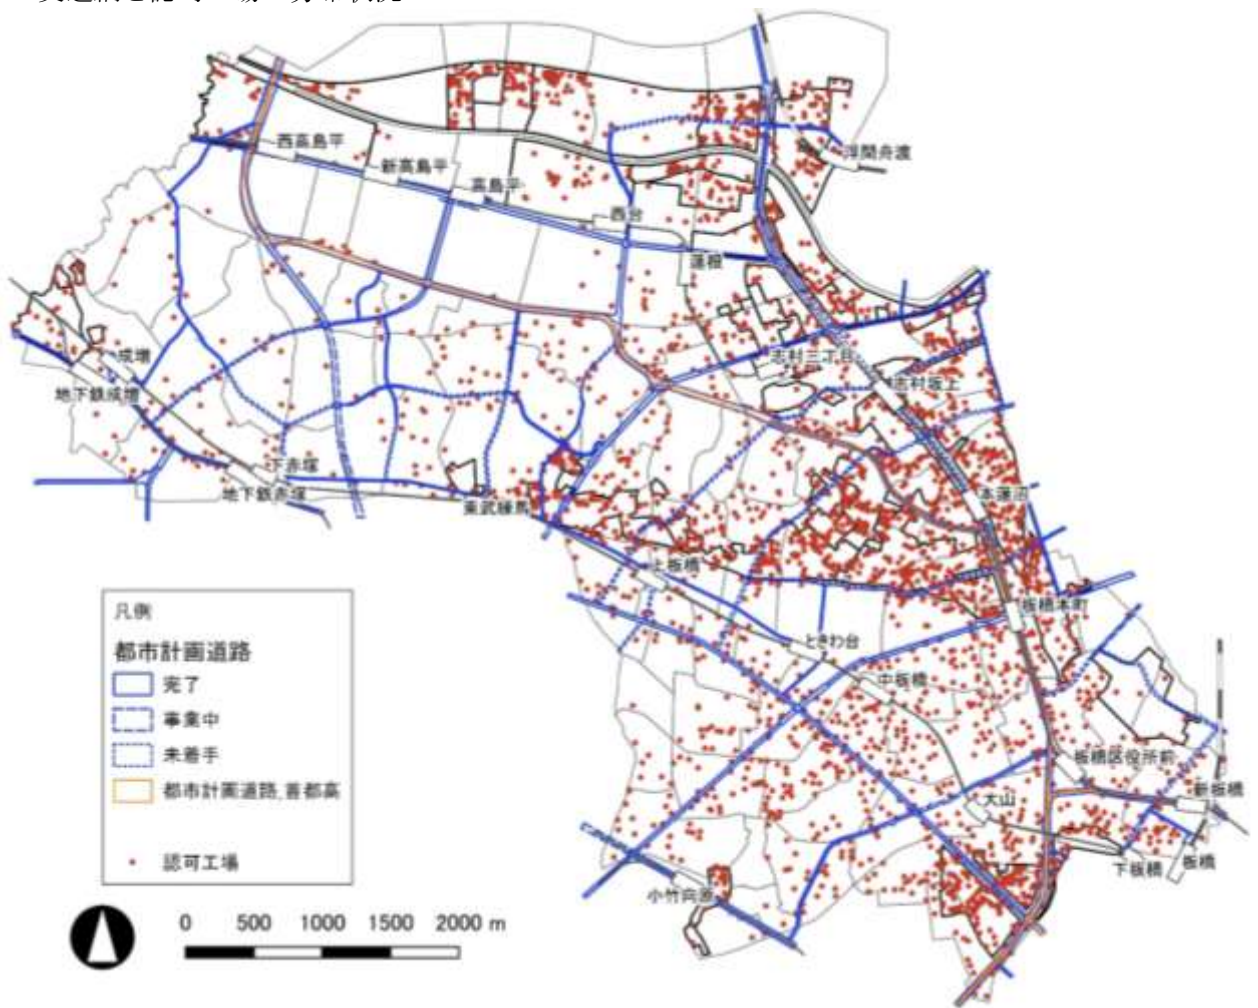 西高島平
新高島平
高島平
西台
蓮根
浮間舟渡
志村三丁目
志村坂上
成増
地下鉄成増
下赤塚
地下鉄赤塚
東武練馬
本蓮沼
上板橋
板橋本町
ときわ台
中板橋
板橋区役所前
新板橋
大山
下板橋
板橋
小竹向原
凡例
都市計画道路
完了
事業中
未着手
都市計画道路,首都高
認可工場
0 500 1000 1500 2000 m